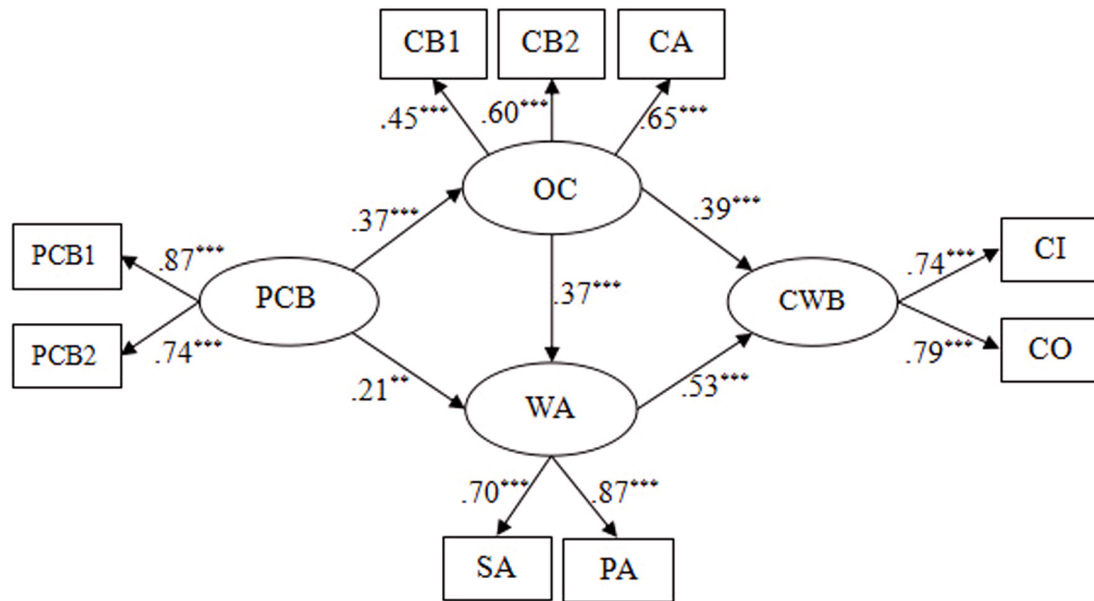 CB1 CB2 CA
.45*** .60*** .65***
OC
.37*** .39***
PCB1 .87*** .74*** CI
PCB .37*** CWB
PCB2 .74*** .79*** CO
.21** .53***
WA
.70*** .87***
SA PA